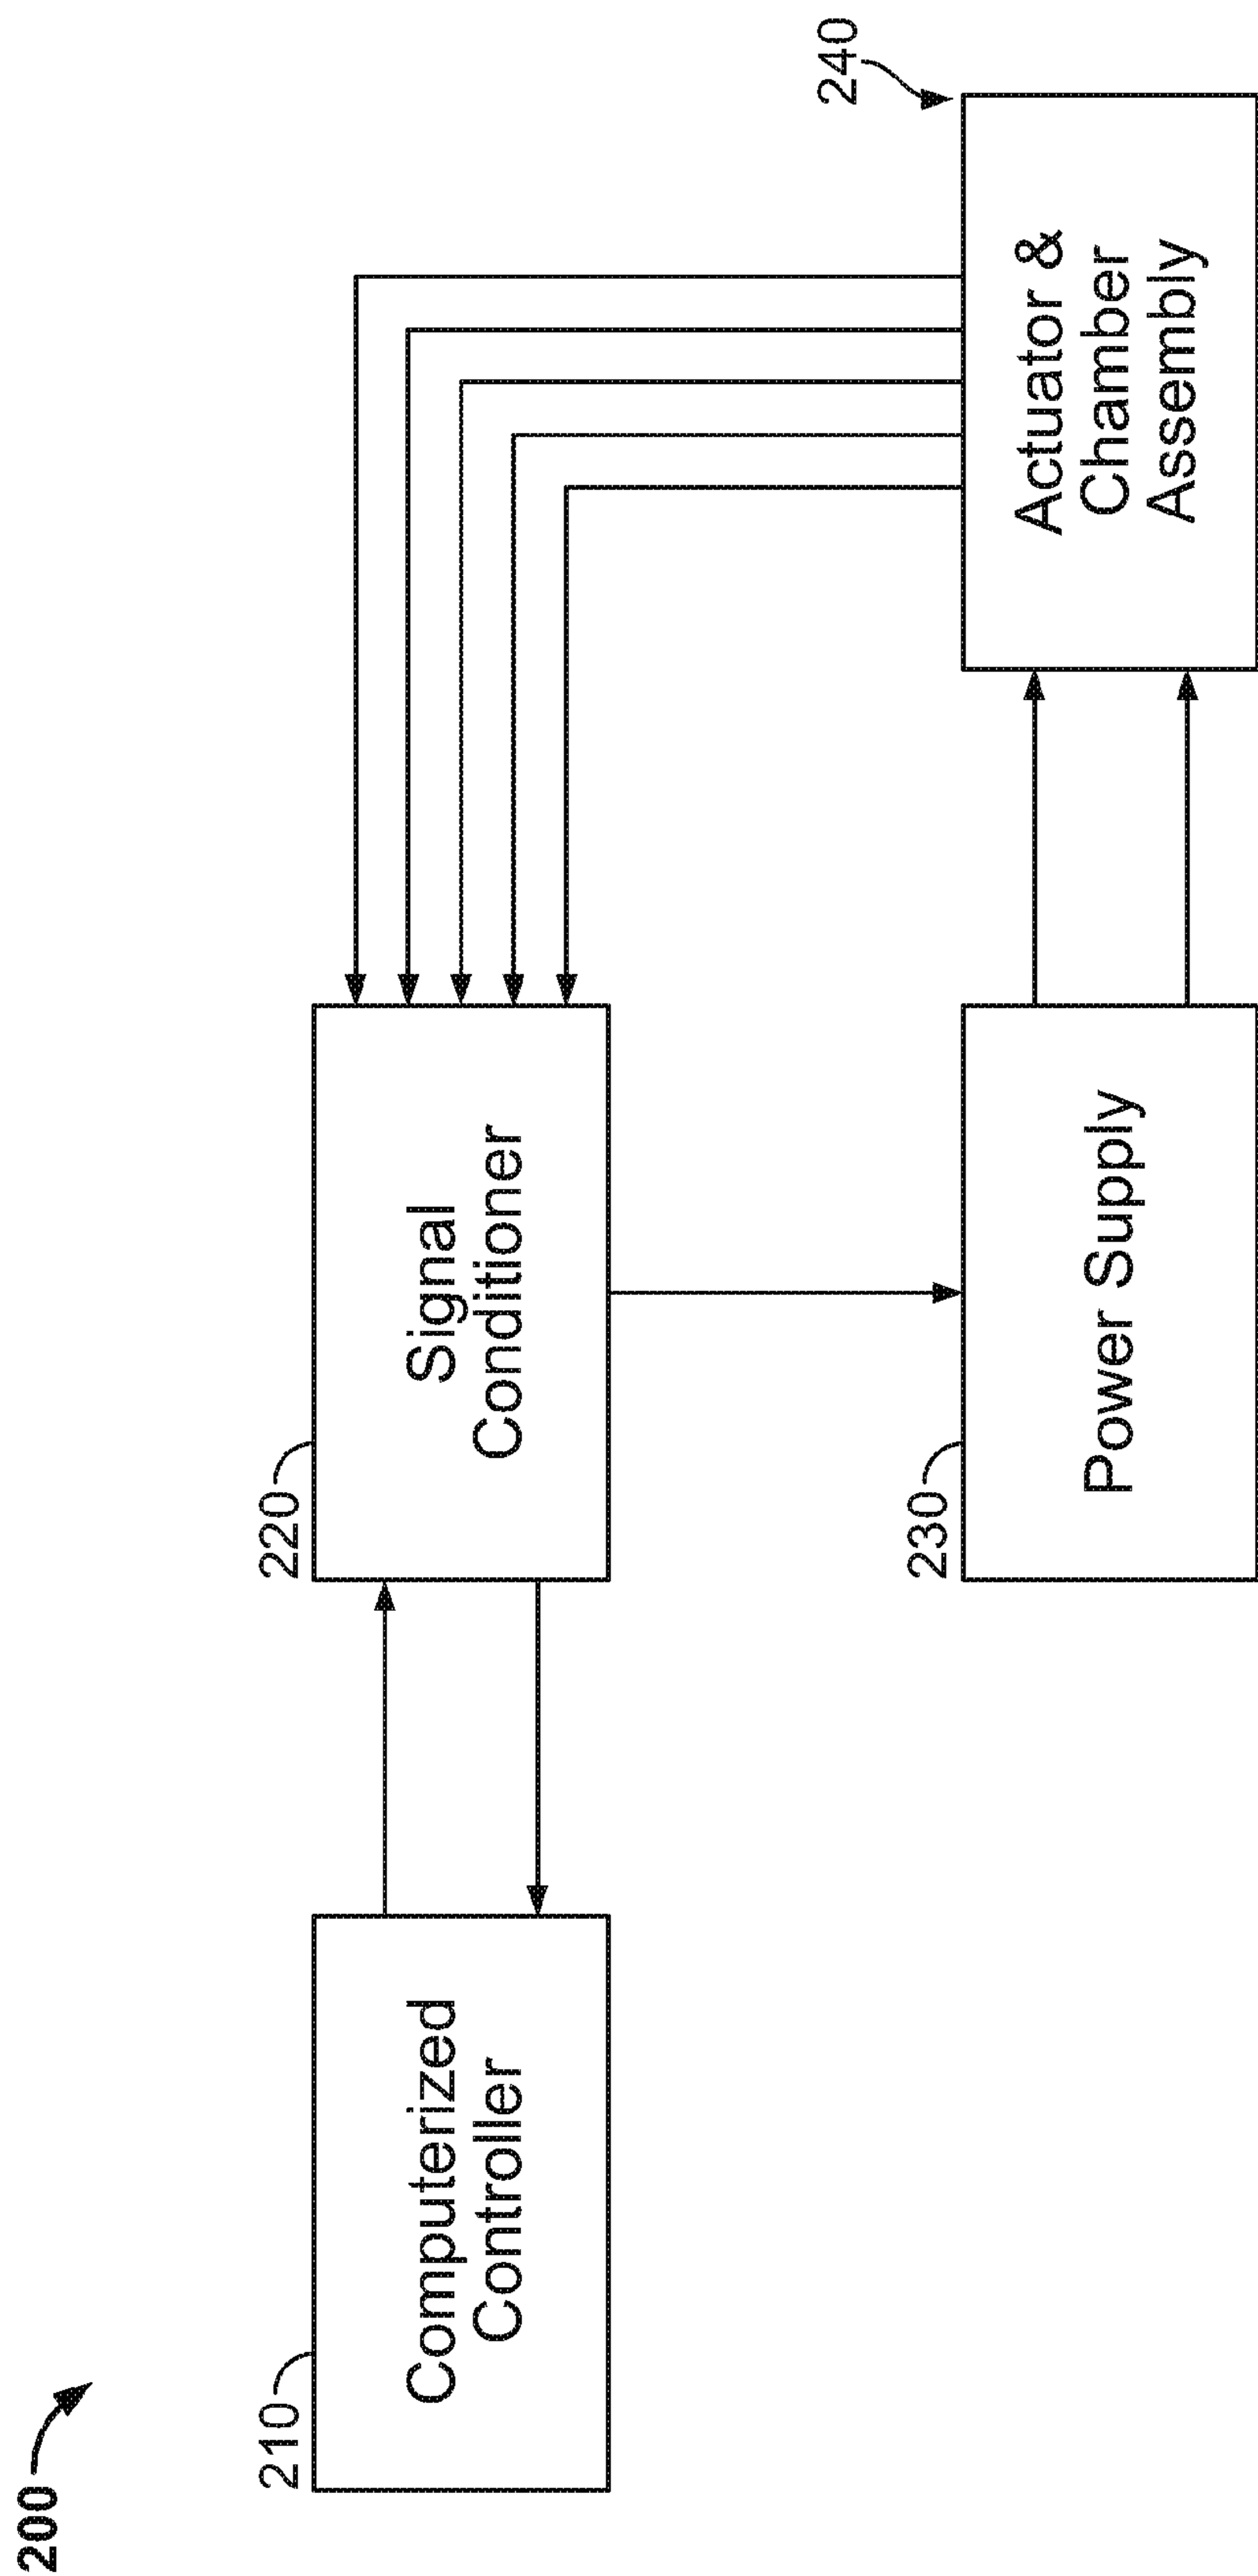 200
210
Computerized
Controller
220
Signal
Conditioner
230
Power Supply
240
Actuator &
Chamber
Assembly